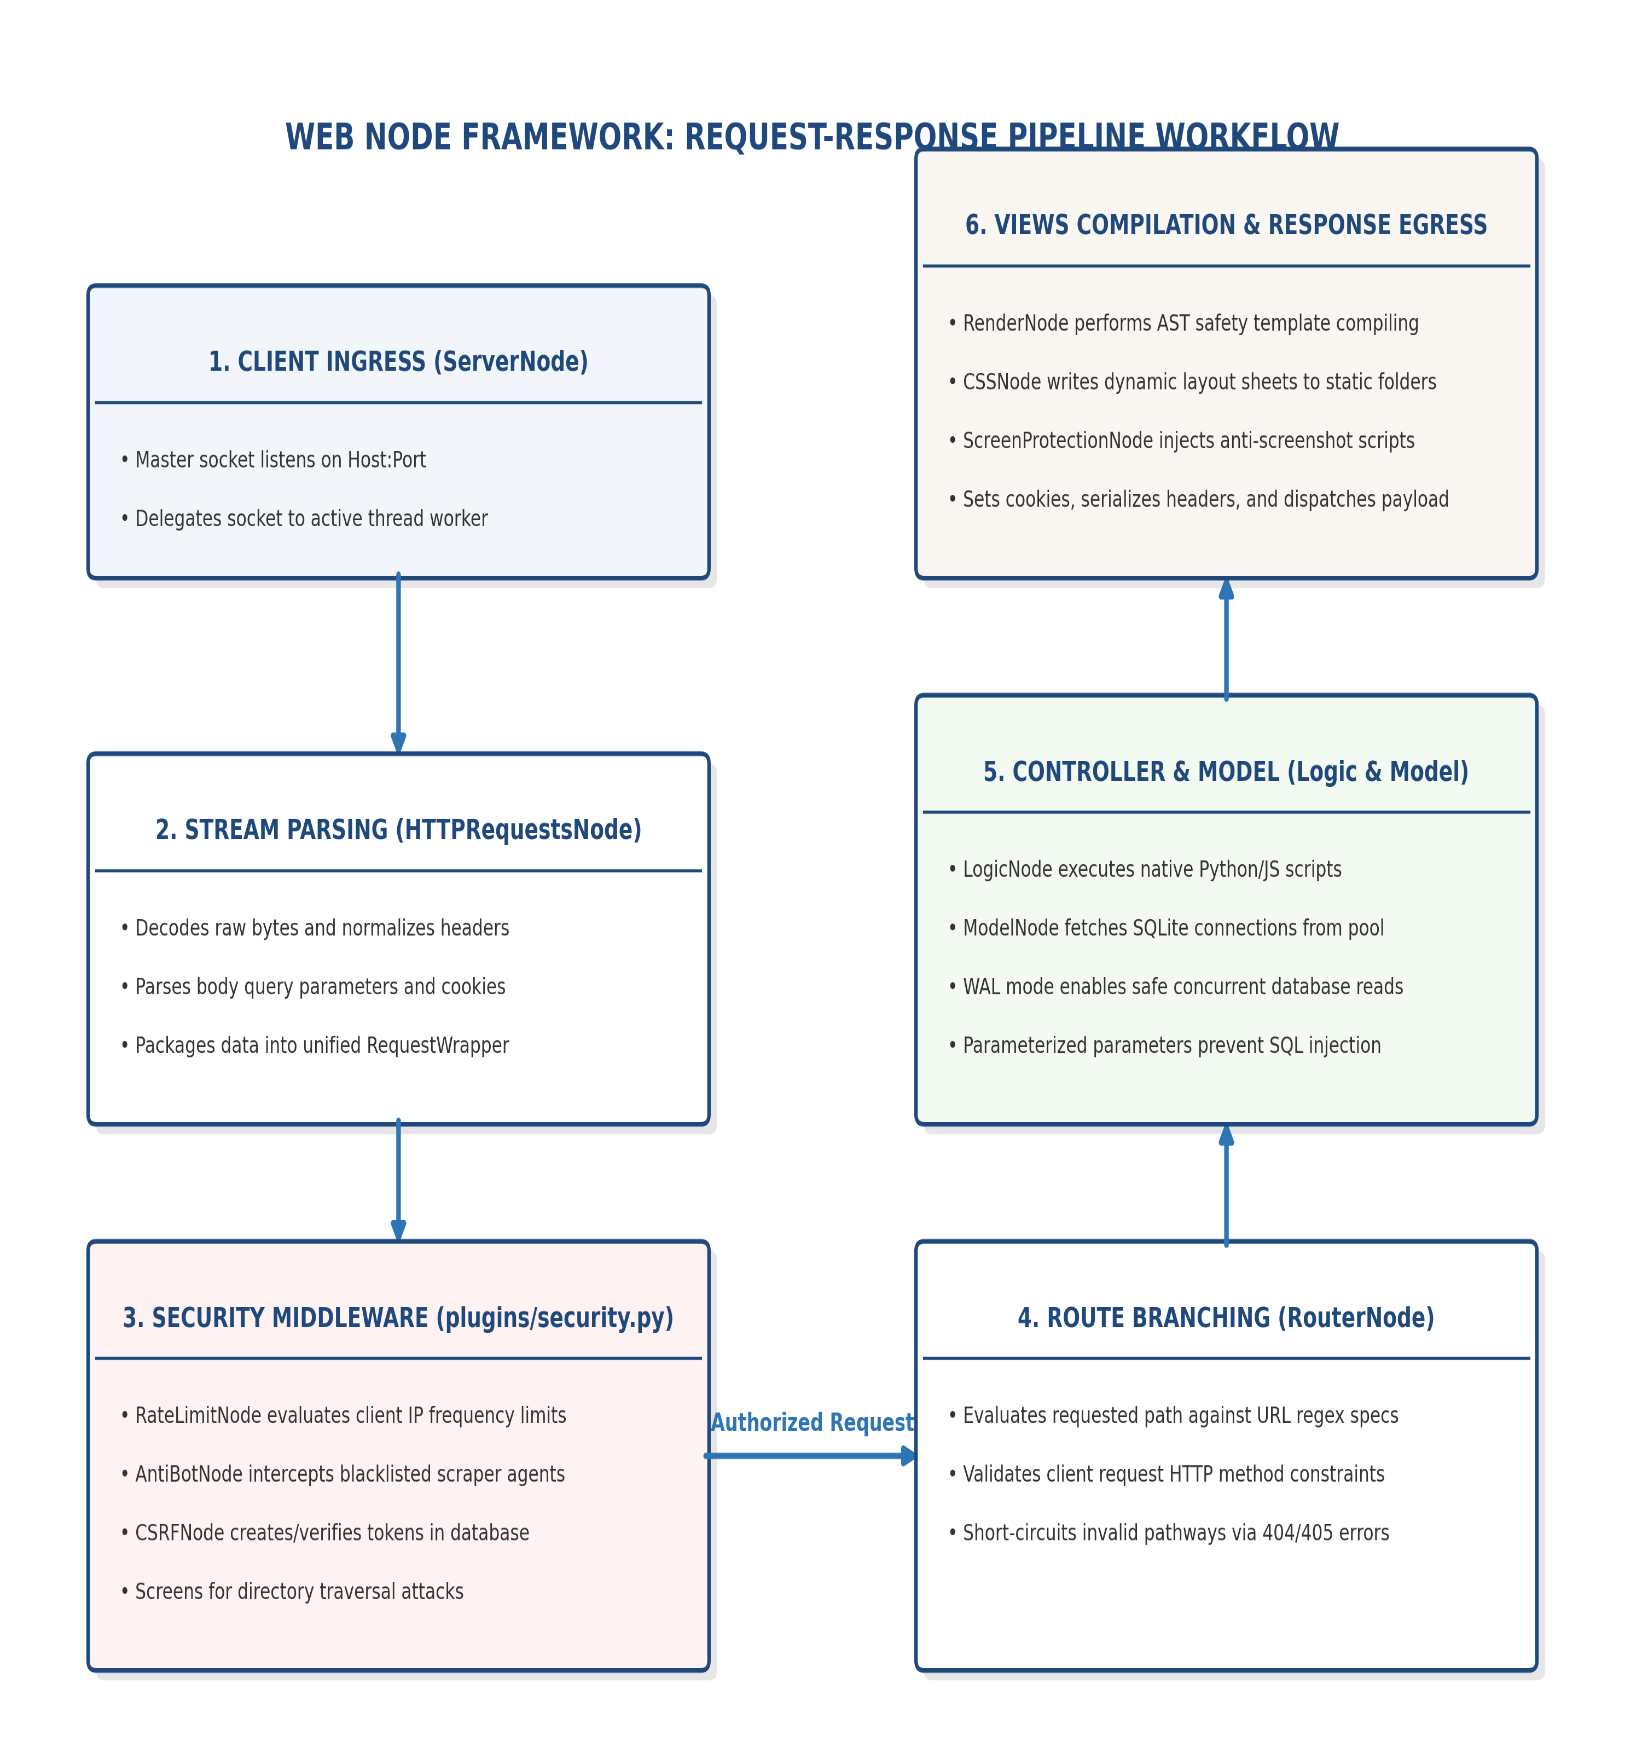 WEB NODE FRAMEWORK: REQUEST-RESPONSE PIPELINE WORKFLOW
1. CLIENT INGRESS (ServerNode)
• Master socket listens on Host:Port
• Delegates socket to active thread worker
2. STREAM PARSING (HTTPRequestsNode)
• Decodes raw bytes and normalizes headers
• Parses body query parameters and cookies
• Packages data into unified RequestWrapper
3. SECURITY MIDDLEWARE (plugins/security.py)
• RateLimitNode evaluates client IP frequency limits
• AntiBotNode intercepts blacklisted scraper agents
• CSRFNode creates/verifies tokens in database
• Screens for directory traversal attacks
Authorized Request
4. ROUTE BRANCHING (RouterNode)
• Evaluates requested path against URL regex specs
• Validates client request HTTP method constraints
• Short-circuits invalid pathways via 404/405 errors
5. CONTROLLER & MODEL (Logic & Model)
• LogicNode executes native Python/JS scripts
• ModelNode fetches SQLite connections from pool
• WAL mode enables safe concurrent database reads
• Parameterized parameters prevent SQL injection
6. VIEWS COMPILATION & RESPONSE EGRESS
• RenderNode performs AST safety template compiling
• CSSNode writes dynamic layout sheets to static folders
• ScreenProtectionNode injects anti-screenshot scripts
• Sets cookies, serializes headers, and dispatches payload